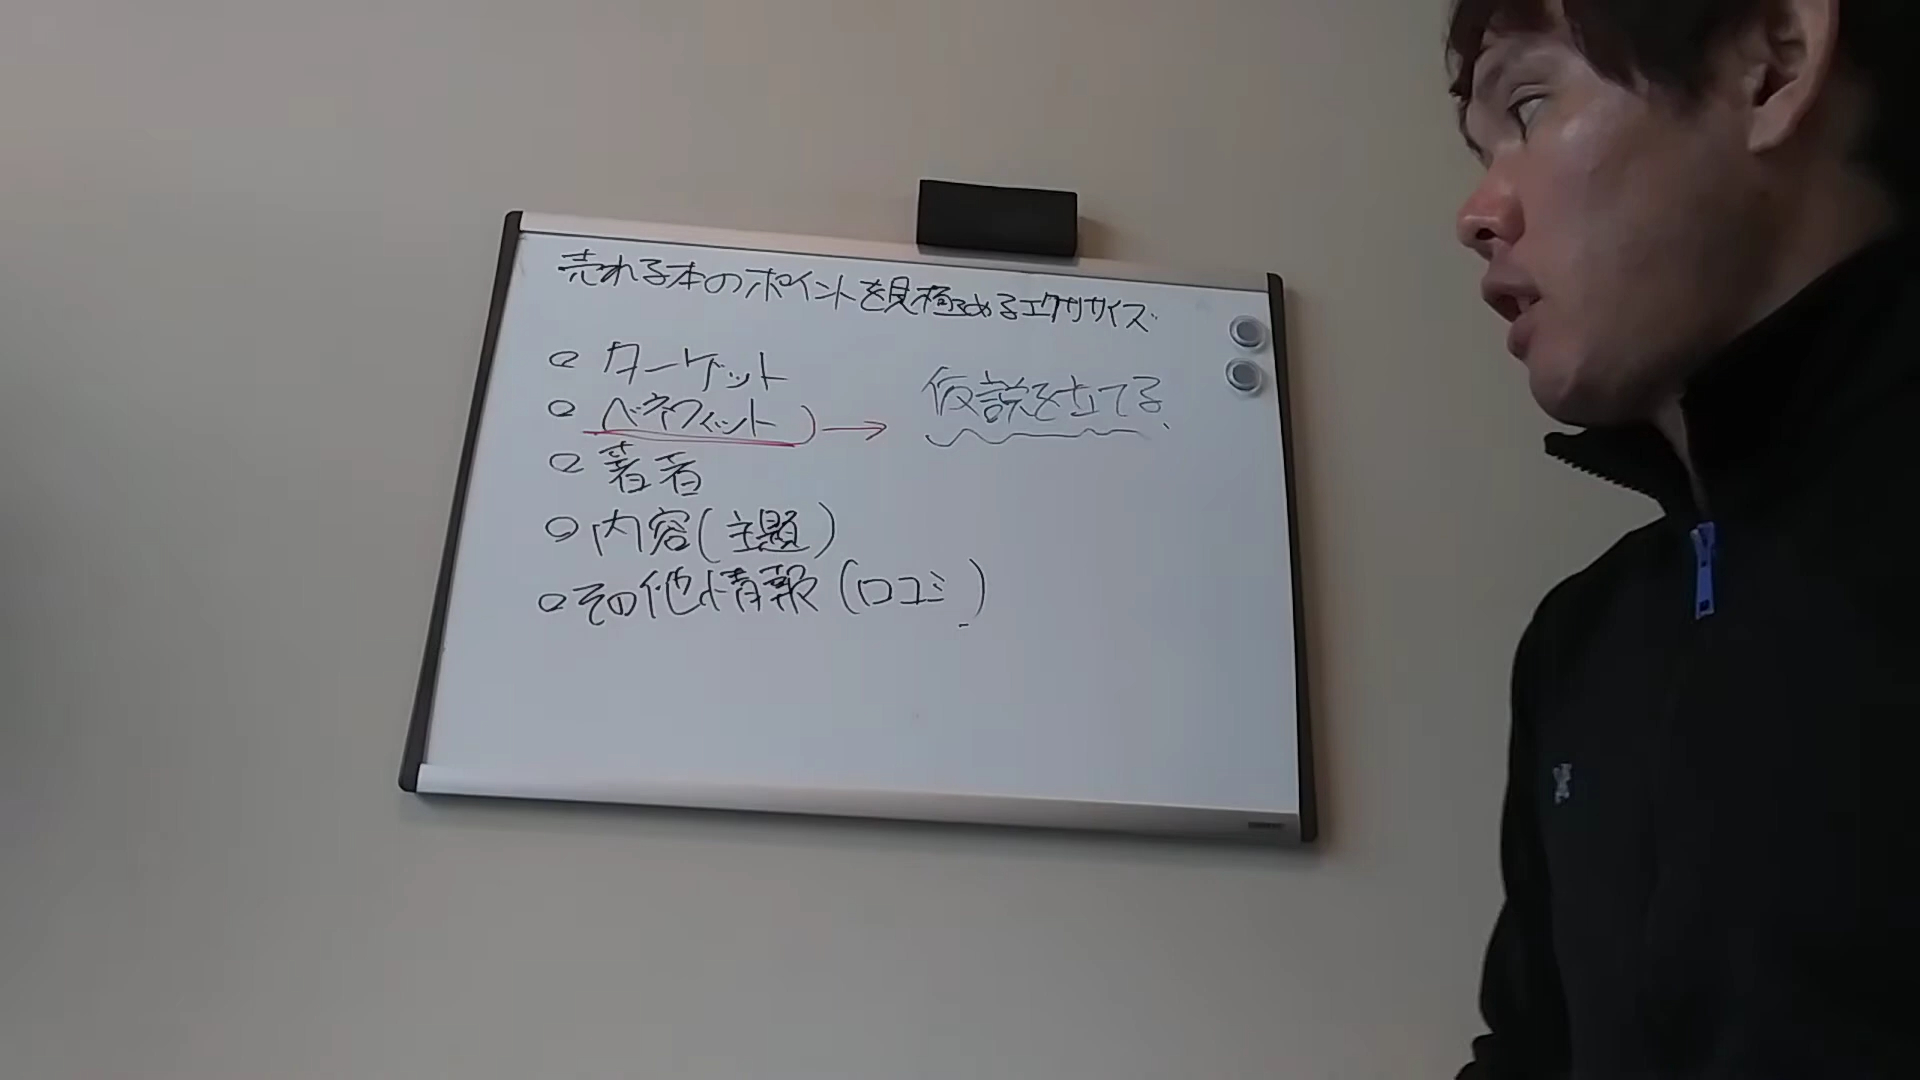 売れる本のポイントを見極めるエクササイズ
○ ターゲット
○ ベネフィット → 仮説を立てる、
○ 著者
○ 内容(主題)
○ その他情報(口コミ)